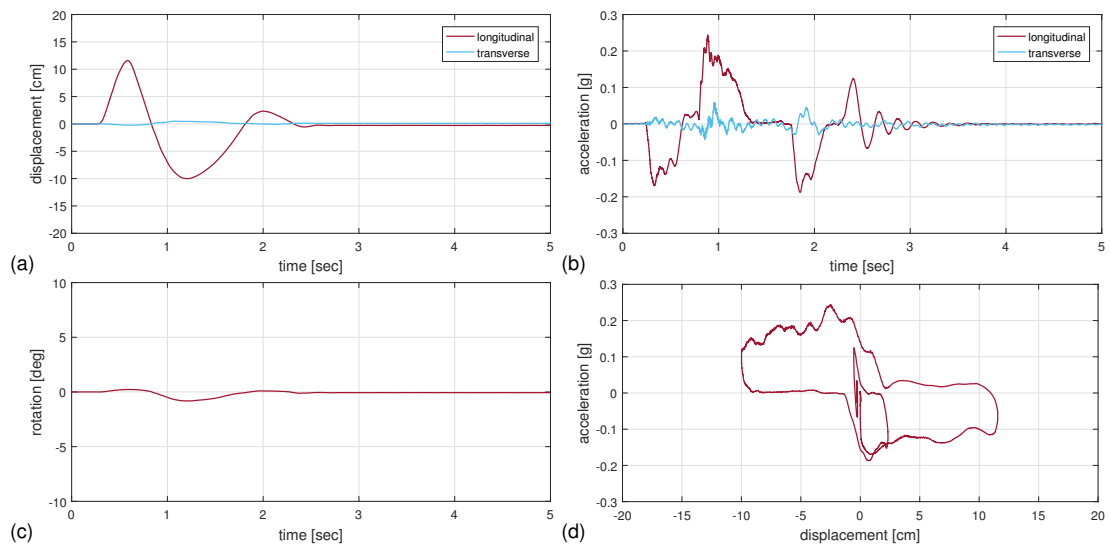 20
15
10
5
0
-5
-10
-15
-20
displacement [cm]
longitudinal
transverse
0 1 2 3 4 5
time [sec]
(a)
0.3
0.2
0.1
0
-0.1
-0.2
-0.3
acceleration [g]
longitudinal
transverse
0 1 2 3 4 5
time [sec]
(b)
10
5
0
-5
-10
rotation [deg]
0 1 2 3 4 5
time [sec]
(c)
0.3
0.2
0.1
0
-0.1
-0.2
-0.3
acceleration [g]
-20 -15 -10 -5 0 5 10 15 20
displacement [cm]
(d)